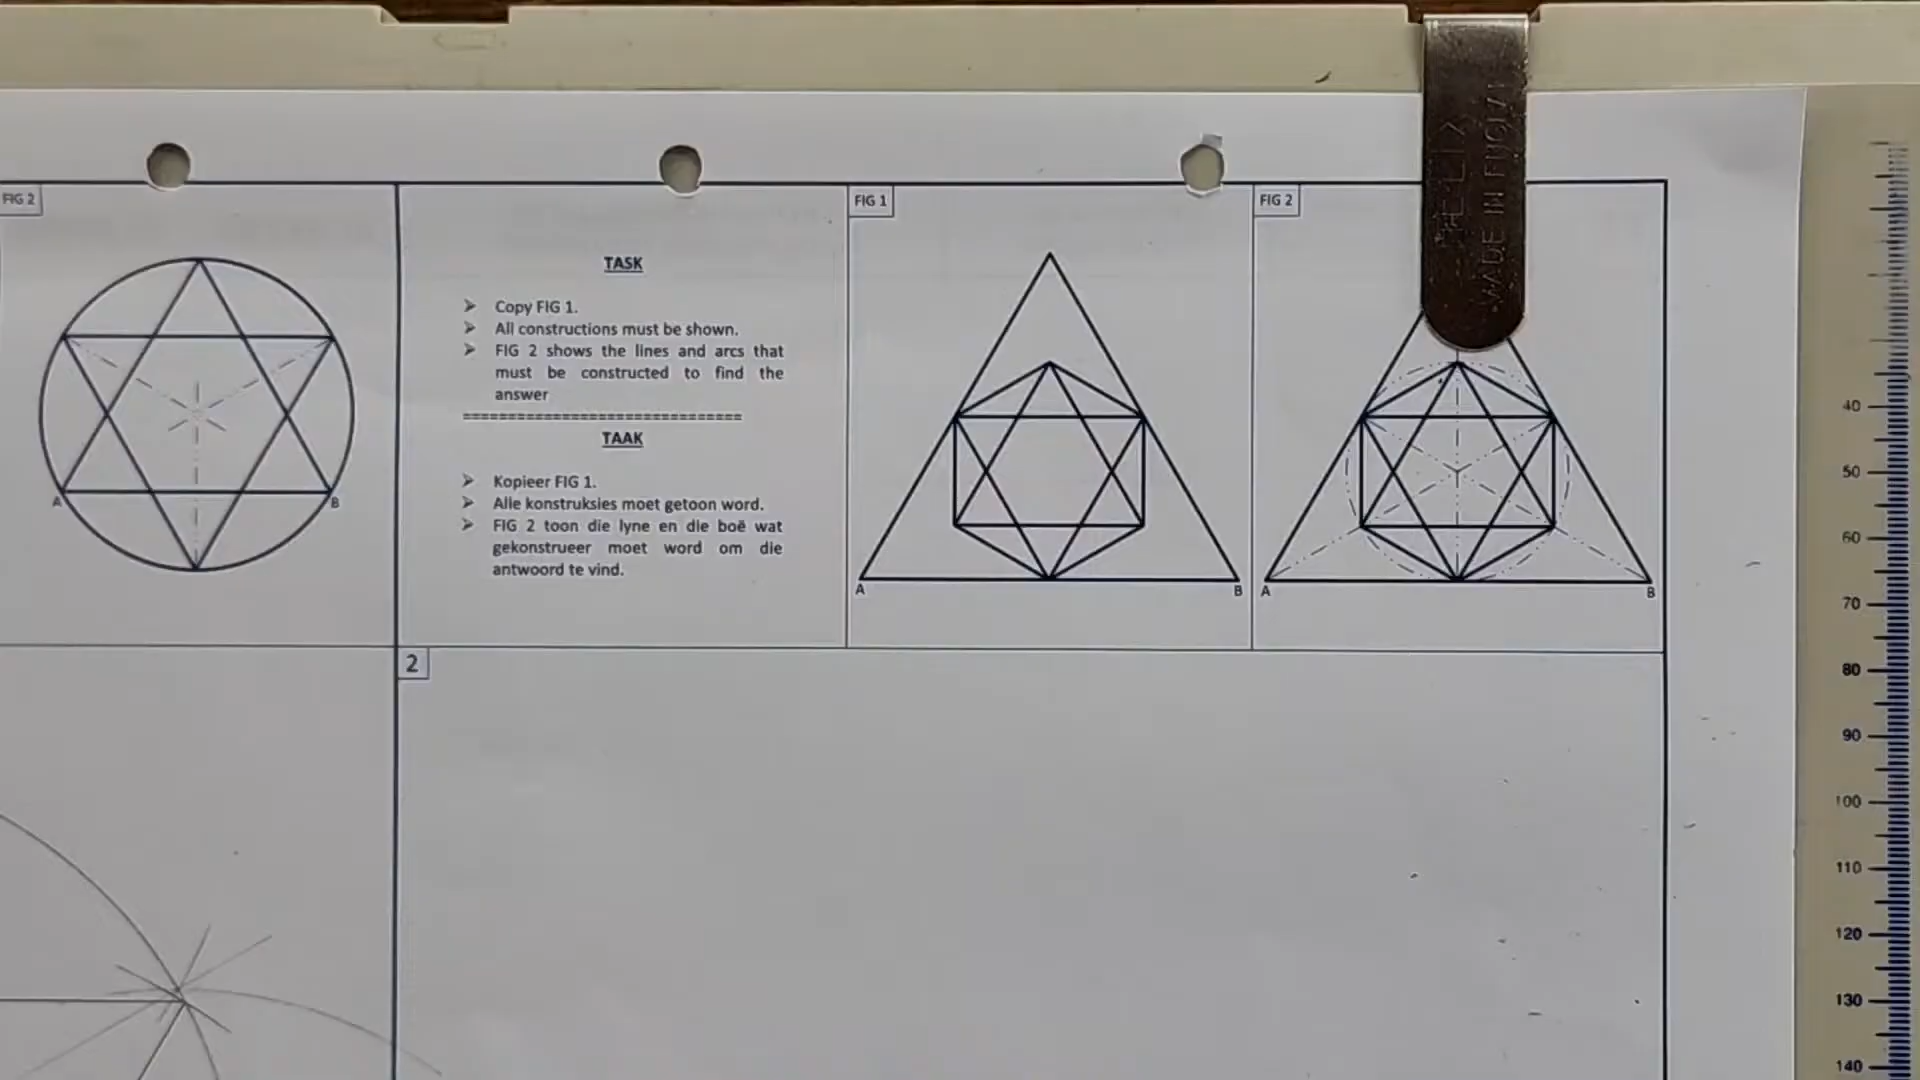 FIG 2
A
B
TASK
➢ Copy FIG 1.
➢ All constructions must be shown.
➢ FIG 2 shows the lines and arcs that
must be constructed to find the
answer
==============================
TAAK
➢ Kopieer FIG 1.
➢ Alle konstruksies moet getoon word.
➢ FIG 2 toon die lyne en die boë wat
gekonstrueer moet word om die
antwoord te vind.
FIG 1
A
B
FIG 2
A
B
2
MADE IN
40
50
60
70
80
90
100
110
120
130
140